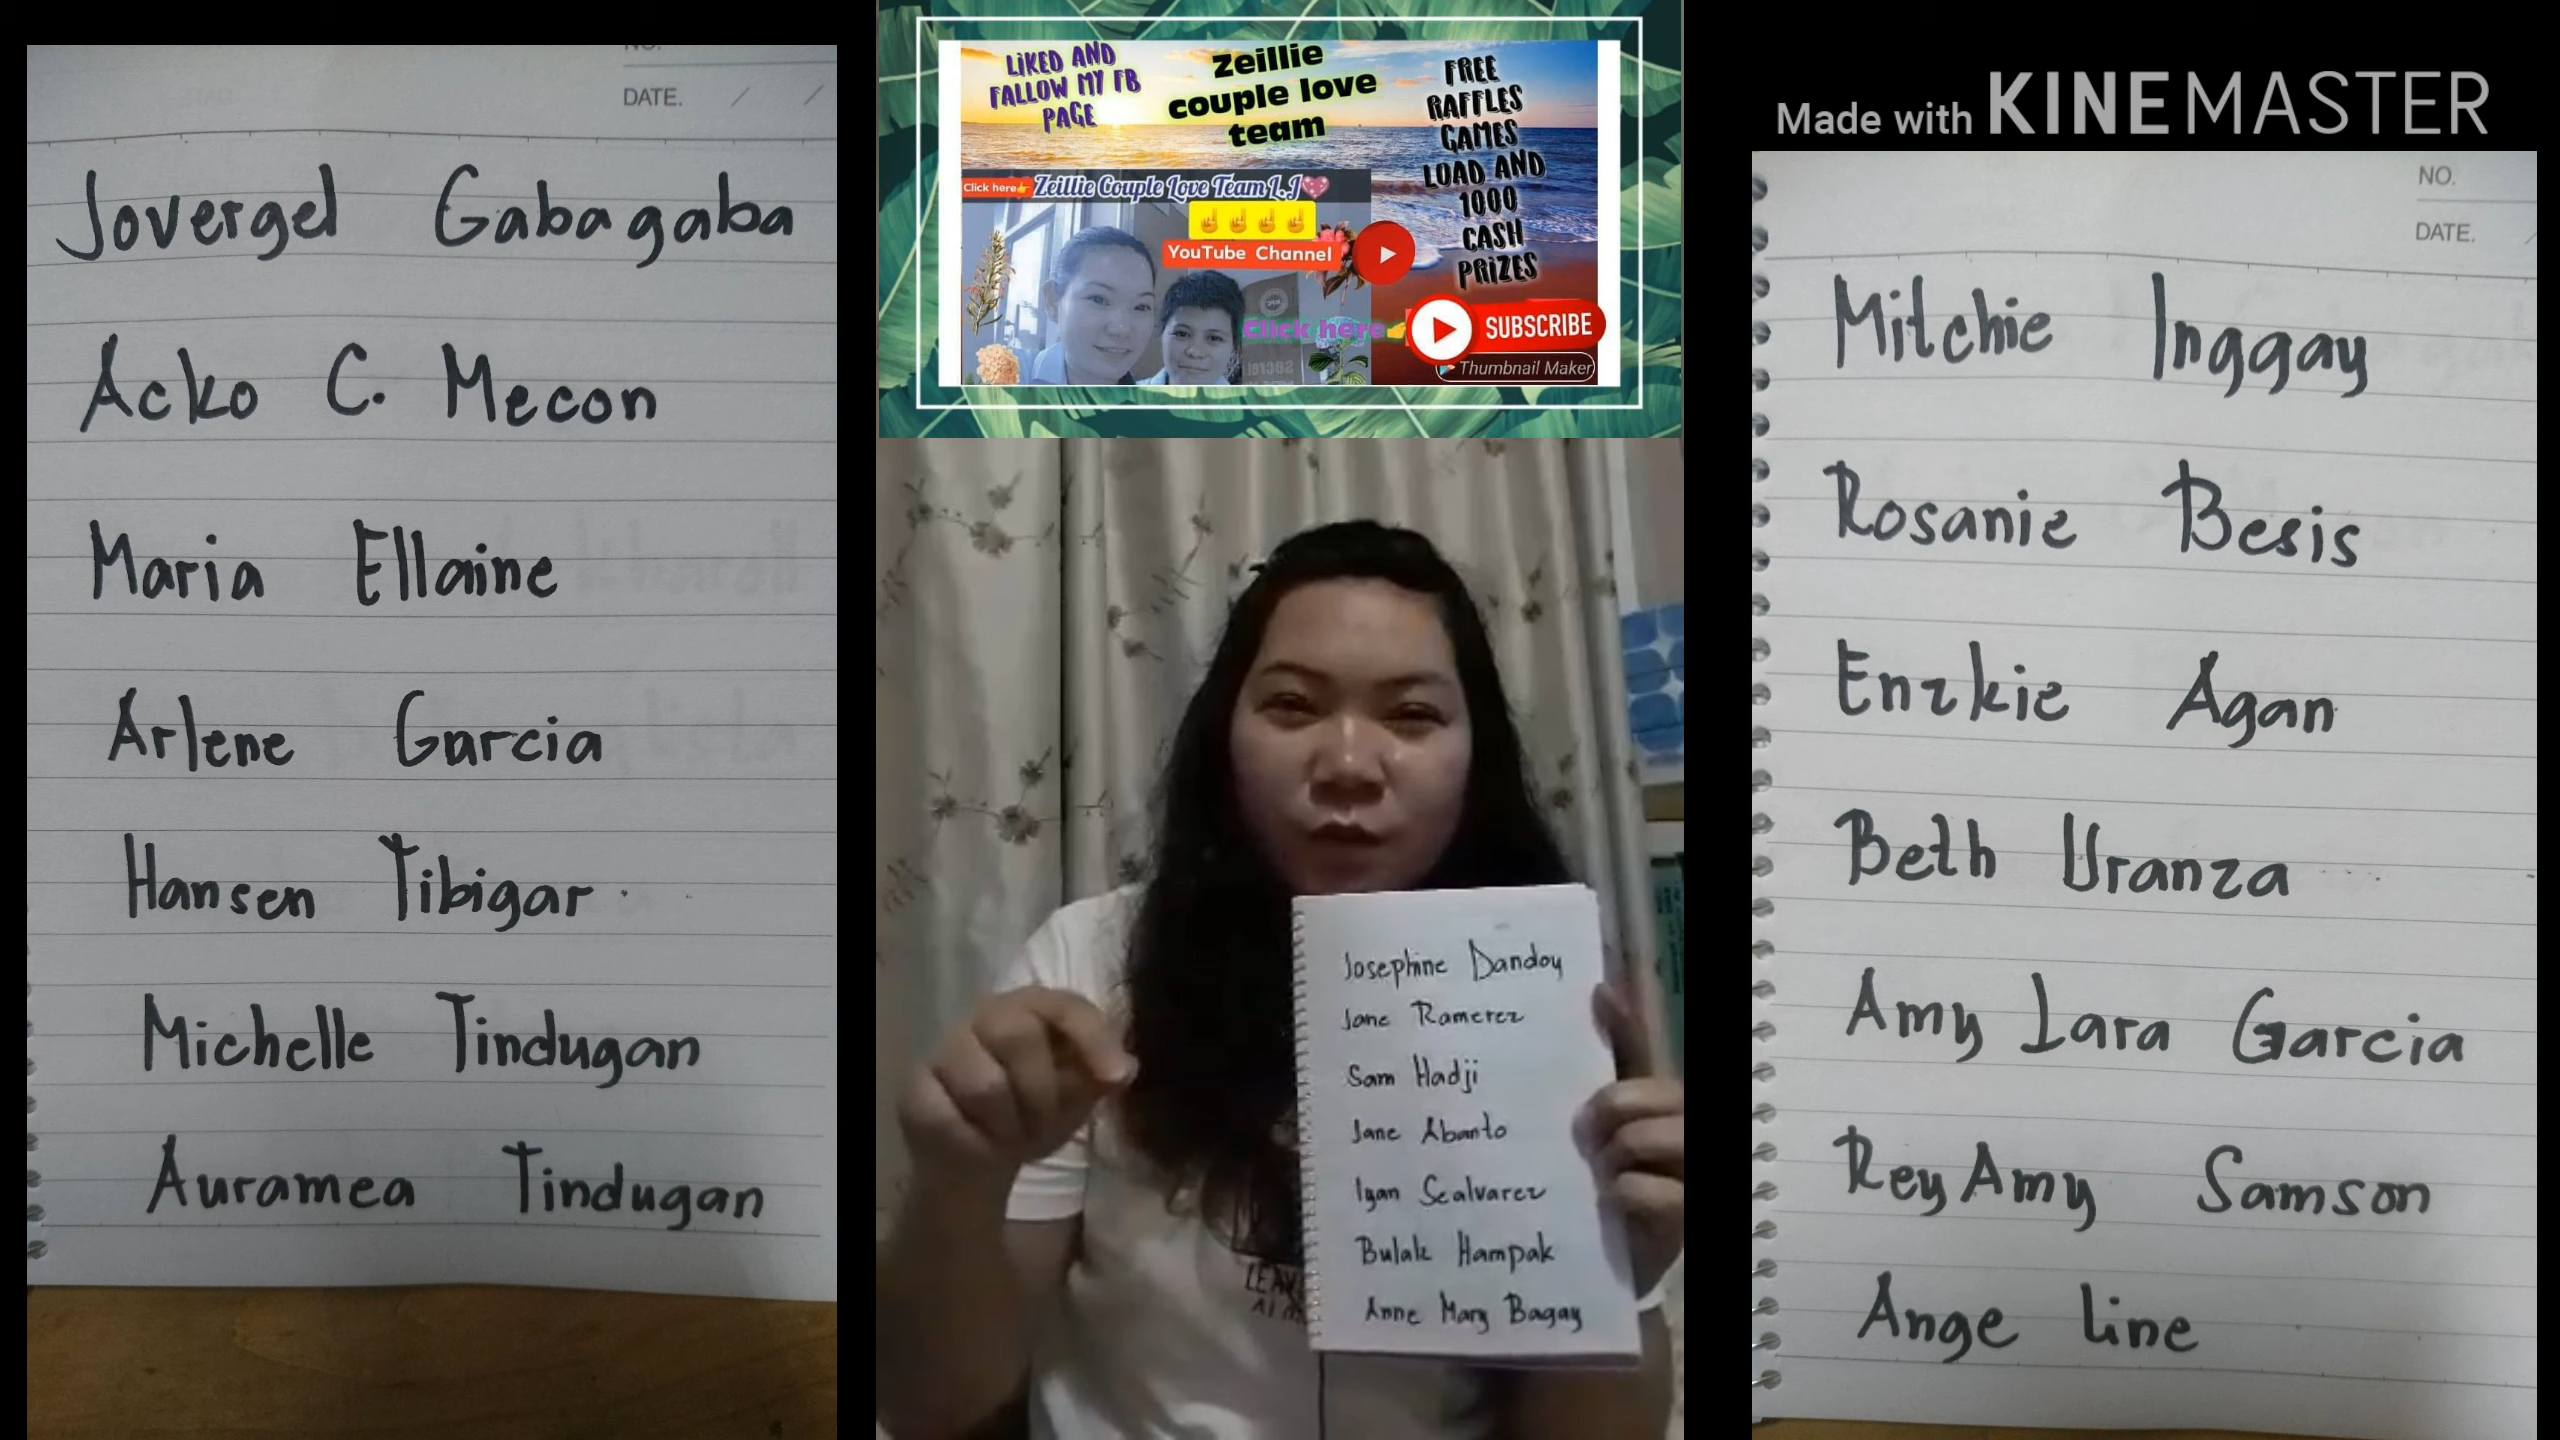 NO.
DATE. / /
Jovergel Gabagaba
Acko C. Mecon
Maria Ellaine
Arlene Garcia
Hansen Tibigar
Michelle Tindugan
Auramea Tindugan
LiKED AND
FALLOW MY FB
PAGE
Zeillie
couple love
team
FREE
RAFFLES
GAMES
LOAD AND
1000
CASH
PRiZES
Click here Zeillie Couple Love Team L.J
YouTube Channel
Click here
SUBSCRIBE
Thumbnail Maker
Josephine Dandoy
Jane Ramerez
Sam Hadji
Jane Abanto
Igan Sealvarez
Bulak Hampak
Anne Mary Bagay
Made with KINEMASTER
NO.
DATE. /
Mitchie Inggay
Rosanie Besis
Enzkie Agan
Beth Uranza
Amy Lara Garcia
ReyAmy Samson
Ange line